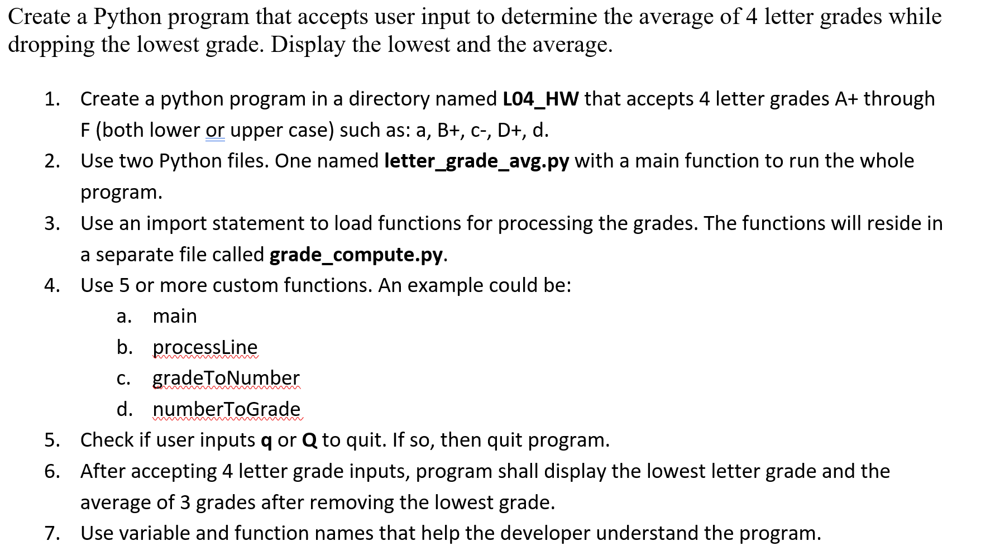 Create a Python program that accepts user input to determine the average of 4 letter grades while
dropping the lowest grade. Display the lowest and the average.
1. Create a python program in a directory named L04_HW that accepts 4 letter grades A+ through
F (both lower or upper case) such as: a, B+, c-, D+, d.
2. Use two Python files. One named letter_grade_avg.py with a main function to run the whole
program.
3. Use an import statement to load functions for processing the grades. The functions will reside in
a separate file called grade_compute.py.
4. Use 5 or more custom functions. An example could be:
a. main
b. processLine
c. gradeToNumber
d. numberToGrade
5. Check if user inputs q or Q to quit. If so, then quit program.
6. After accepting 4 letter grade inputs, program shall display the lowest letter grade and the
average of 3 grades after removing the lowest grade.
7. Use variable and function names that help the developer understand the program.